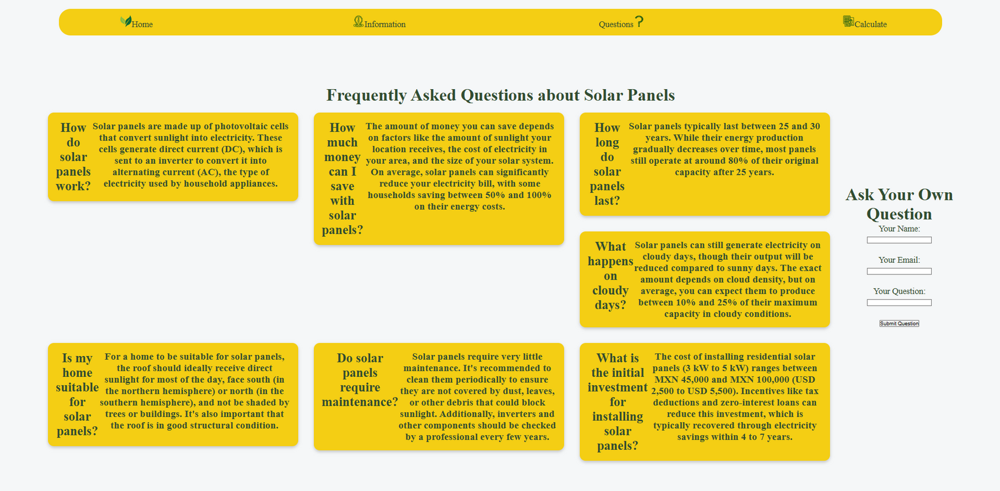 Home
Information
Questions
Calculate
Frequently Asked Questions about Solar Panels
How
do
solar
panels
work?
Solar panels are made up of photovoltaic cells
that convert sunlight into electricity. These
cells generate direct current (DC), which is
sent to an inverter to convert it into
alternating current (AC), the type of
electricity used by household appliances.
How
much
money
can I
save
with
solar
panels?
The amount of money you can save depends
on factors like the amount of sunlight your
location receives, the cost of electricity in
your area, and the size of your solar system.
On average, solar panels can significantly
reduce your electricity bill, with some
households saving between 50% and 100%
on their energy costs.
How
long
do
solar
panels
last?
Solar panels typically last between 25 and 30
years. While their energy production
gradually decreases over time, most panels
still operate at around 80% of their original
capacity after 25 years.
What
happens
on
cloudy
days?
Solar panels can still generate electricity on
cloudy days, though their output will be
reduced compared to sunny days. The exact
amount depends on cloud density, but on
average, you can expect them to produce
between 10% and 25% of their maximum
capacity in cloudy conditions.
Is my
home
suitable
for
solar
panels?
For a home to be suitable for solar panels,
the roof should ideally receive direct
sunlight for most of the day, face south (in
the northern hemisphere) or north (in the
southern hemisphere), and not be shaded by
trees or buildings. It's also important that
the roof is in good structural condition.
Do solar
panels
require
maintenance?
Solar panels require very little
maintenance. It's recommended to
clean them periodically to ensure
they are not covered by dust, leaves,
or other debris that could block
sunlight. Additionally, inverters and
other components should be checked
by a professional every few years.
What is
the initial
investment
for
installing
solar
panels?
The cost of installing residential solar
panels (3 kW to 5 kW) ranges between
MXN 45,000 and MXN 100,000 (USD
2,500 to USD 5,500). Incentives like tax
deductions and zero-interest loans can
reduce this investment, which is
typically recovered through electricity
savings within 4 to 7 years.
Ask Your Own
Question
Your Name:
Your Email:
Your Question:
Submit Question